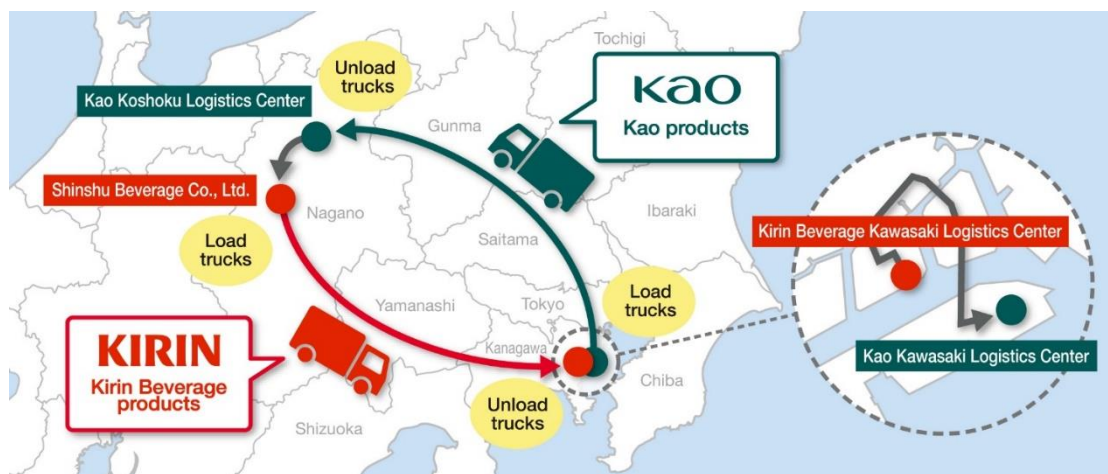 Tochigi
Unload
trucks
Kao
Kao products
Kao Koshoku Logistics Center
Gunma
Shinshu Beverage Co., Ltd.
Nagano
Ibaraki
Load
trucks
Saitama
Kirin Beverage Kawasaki Logistics Center
Yamanashi
Tokyo
Load
trucks
KIRIN
Kirin Beverage
products
Kanagawa
Kao Kawasaki Logistics Center
Chiba
Unload
trucks
Shizuoka